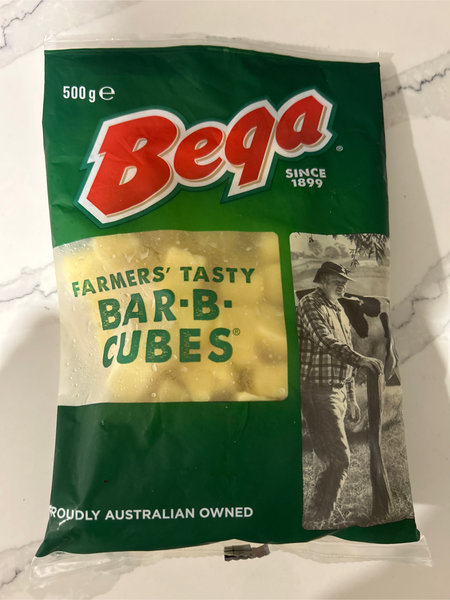 500g e
Bega
®
SINCE
1899
FARMERS' TASTY
BAR·B·
CUBES®
ROUDLY AUSTRALIAN OWNED